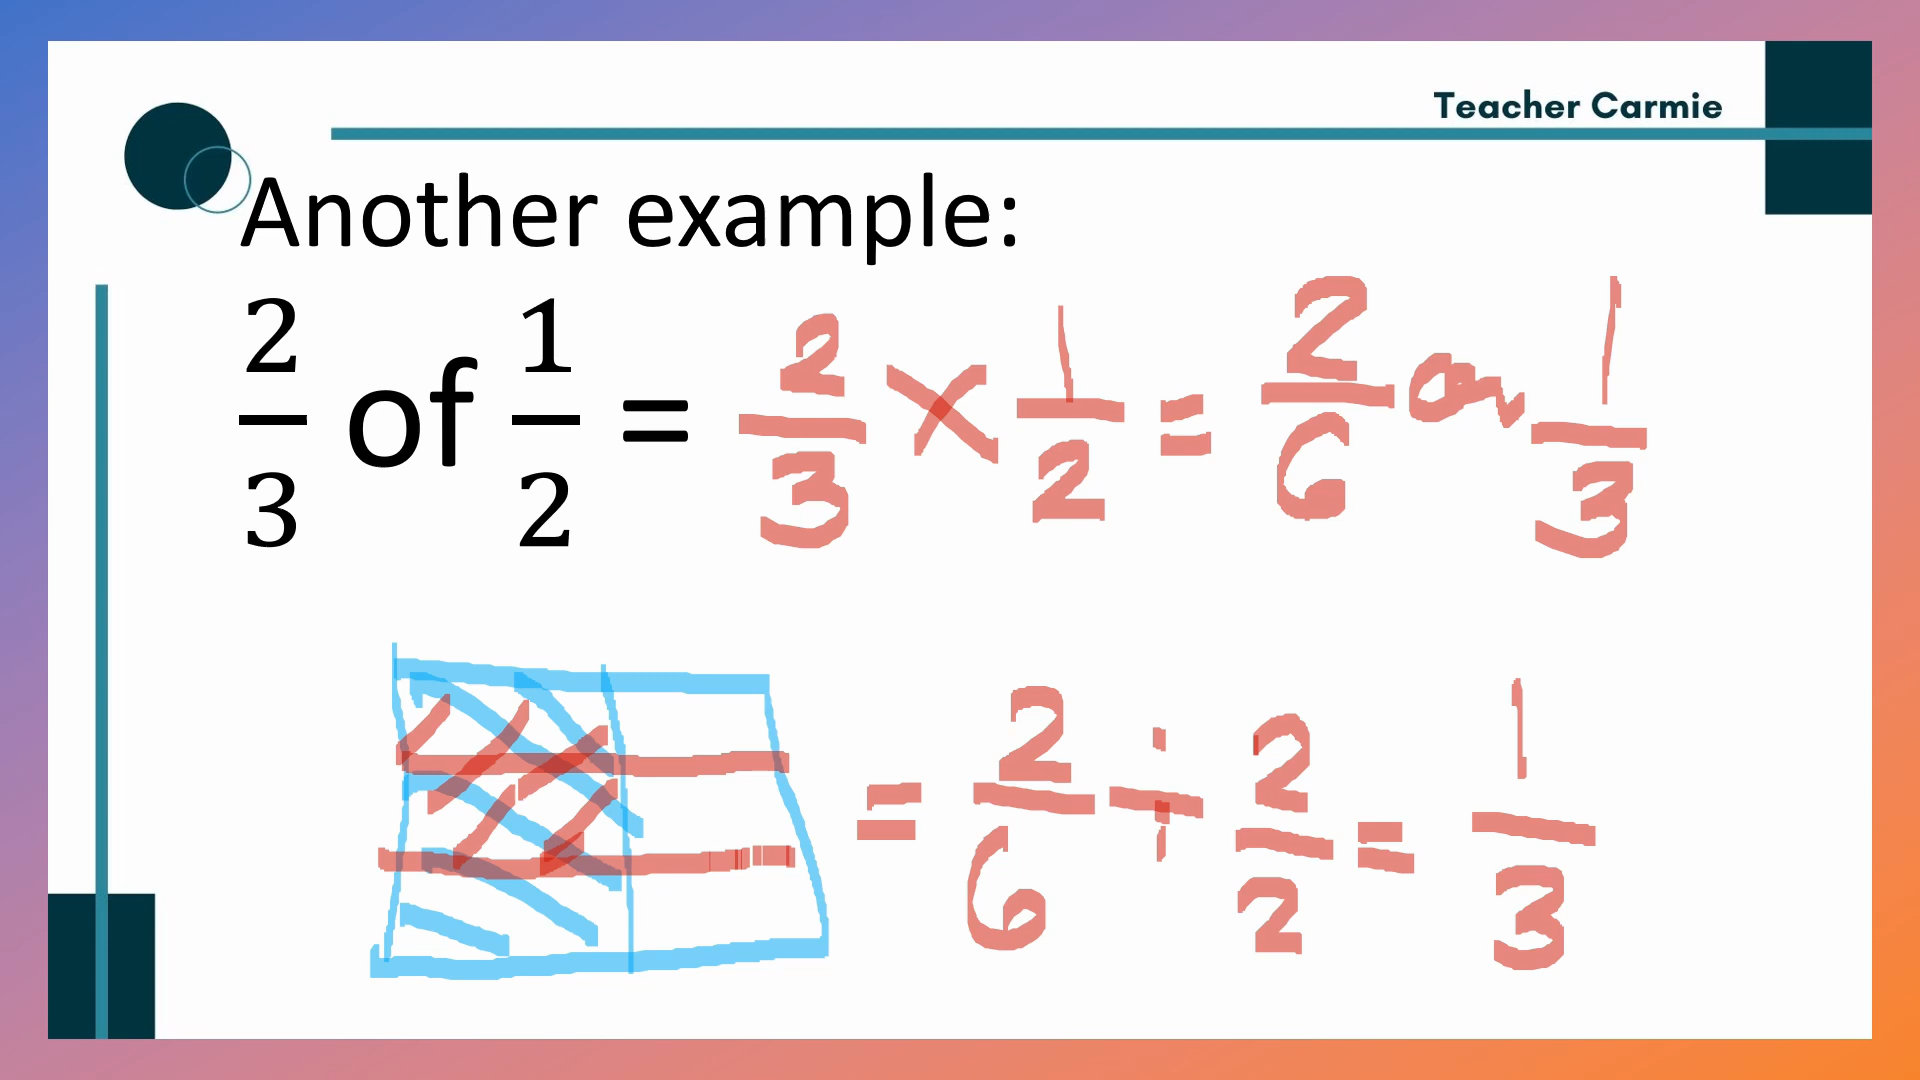 Teacher Carmie
Another example:
2/3 of 1/2 = 2/3 × 1/2 = 2/6 or 1/3
= 2/6 ÷ 2/2 = 1/3